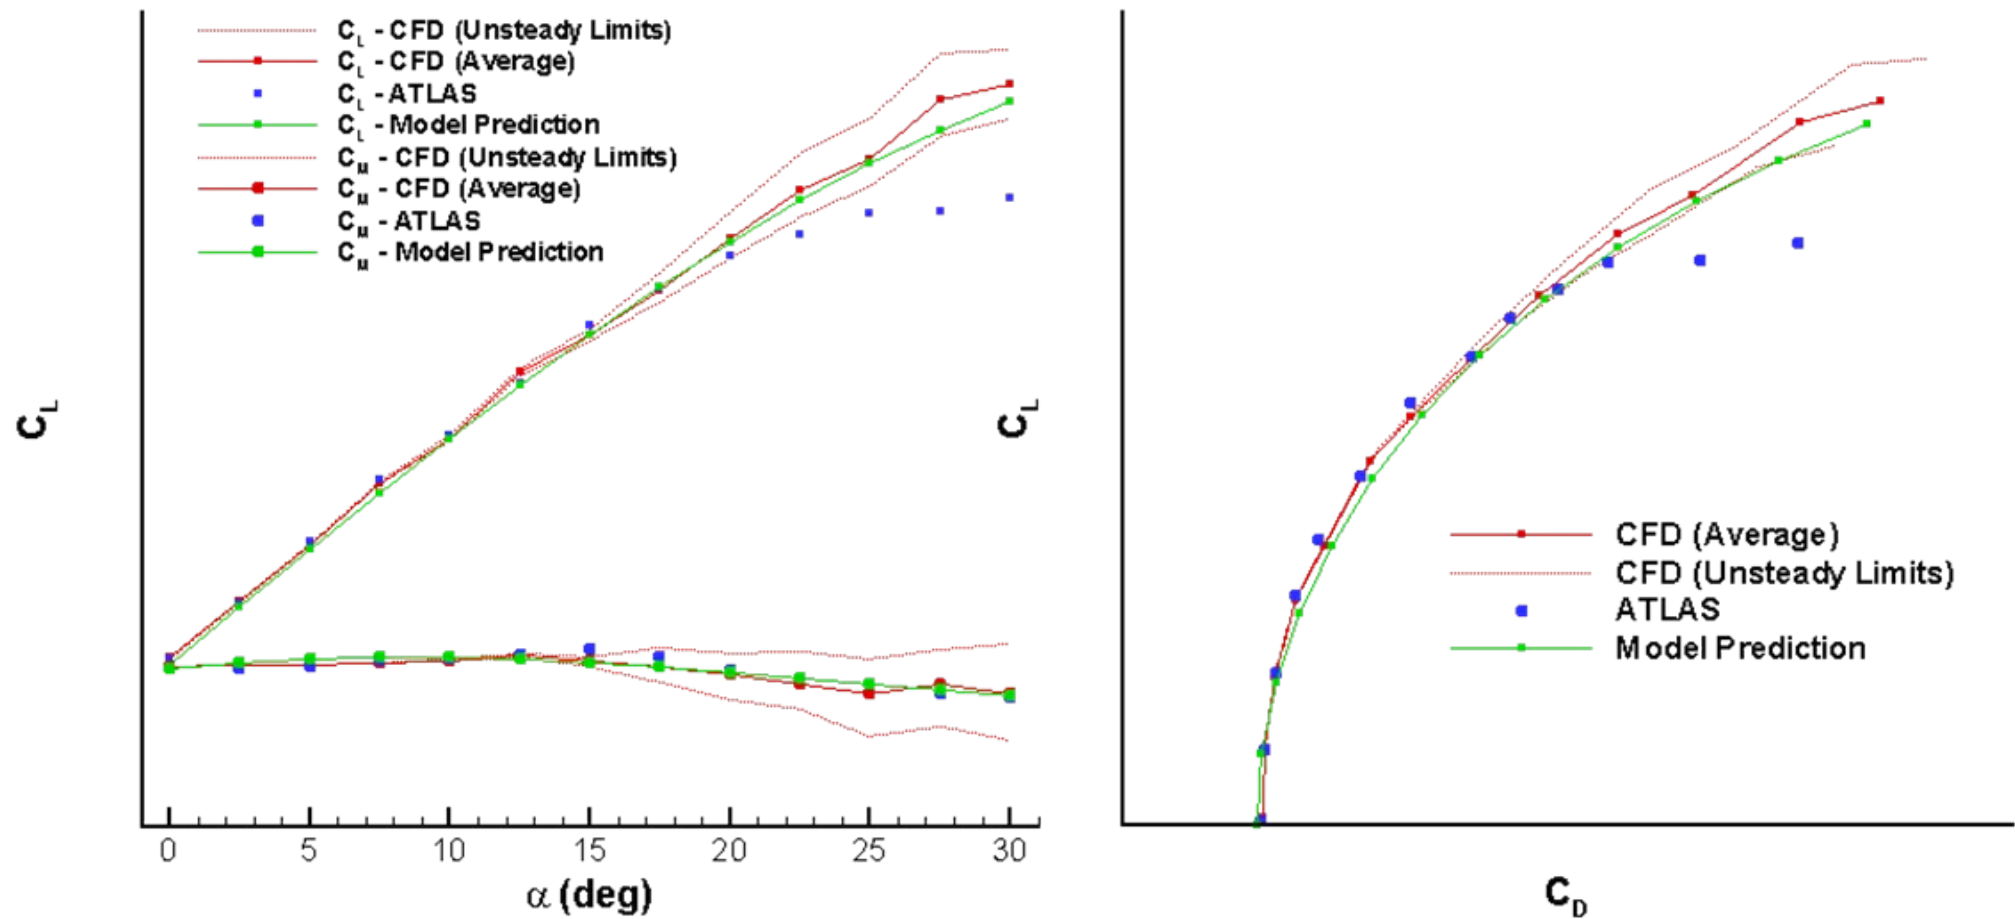 C_L - CFD (Unsteady Limits)
C_L - CFD (Average)
C_L - ATLAS
C_L - Model Prediction
C_M - CFD (Unsteady Limits)
C_M - CFD (Average)
C_M - ATLAS
C_M - Model Prediction
C_L
0 5 10 15 20 25 30
α (deg)
C_L
CFD (Average)
CFD (Unsteady Limits)
ATLAS
Model Prediction
C_D